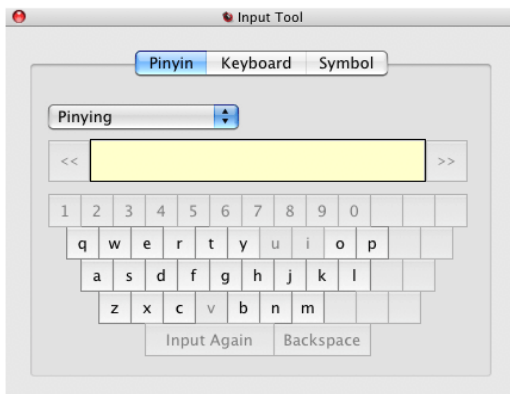 Input Tool
Pinyin Keyboard Symbol
Pinying
<< >>
1 2 3 4 5 6 7 8 9 0
q w e r t y u i o p
a s d f g h j k l
z x c v b n m
Input Again Backspace